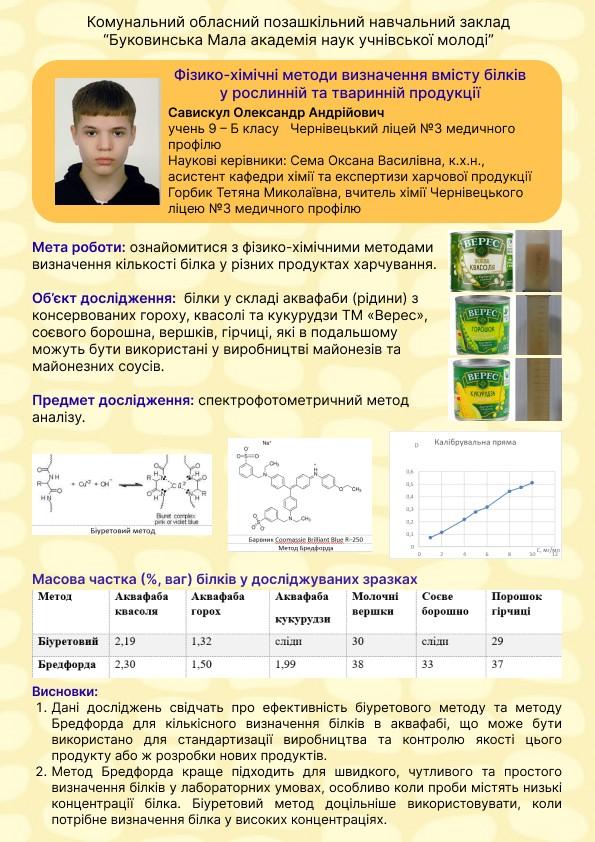 Комунальний обласний позашкільний навчальний заклад
“Буковинська Мала академія наук учнівської молоді”
Фізико-хімічні методи визначення вмісту білків
у рослинній та тваринній продукції
Савискул Олександр Андрійович
учень 9 – Б класу Чернівецький ліцей №3 медичного
профілю
Наукові керівники: Сема Оксана Василівна, к.х.н.,
асистент кафедри хімії та експертизи харчової продукції
Горбик Тетяна Миколаївна, вчитель хімії Чернівецького
ліцею №3 медичного профілю
Мета роботи: ознайомитися з фізико-хімічними методами
визначення кількості білка у різних продуктах харчування.
Об’єкт дослідження: білки у складі аквафаби (рідини) з
консервованих гороху, квасолі та кукурудзи ТМ «Верес»,
соєвого борошна, вершків, гірчиці, які в подальшому
можуть бути використані у виробництві майонезів та
майонезних соусів.
Предмет дослідження: спектрофотометричний метод
аналізу.
ВЕРЕС
КВАСОЛЯ
ВЕРЕС
ГОРОШОК
ВЕРЕС
КУКУРУДЗА
+ Cu²⁺ + OH⁻
Biuret complex
pink or violet blue
Біуретовий метод
Барвник Coomassie Brilliant Blue R–250
Метод Бредфорда
D Калібрувальна пряма
0,6
0,5
0,4
0,3
0,2
0,1
0
0 2 4 6 8 10 12
С, мг/мл
Масова частка (%, ваг) білків у досліджуваних зразках
Метод Аквафаба квасоля Аквафаба горох Аквафаба кукурудзи Молочні вершки Соєве борошно Порошок гірчиці
Біуретовий 2,19 1,32 сліди 30 сліди 29
Бредфорда 2,30 1,50 1,99 38 33 37
Висновки:
1. Дані досліджень свідчать про ефективність біуретового методу та методу
Бредфорда для кількісного визначення білків в аквафабі, що може бути
використано для стандартизації виробництва та контролю якості цього
продукту або ж розробки нових продуктів.
2. Метод Бредфорда краще підходить для швидкого, чутливого та простого
визначення білків у лабораторних умовах, особливо коли проби містять низькі
концентрації білка. Біуретовий метод доцільніше використовувати, коли
потрібне визначення білка у високих концентраціях.